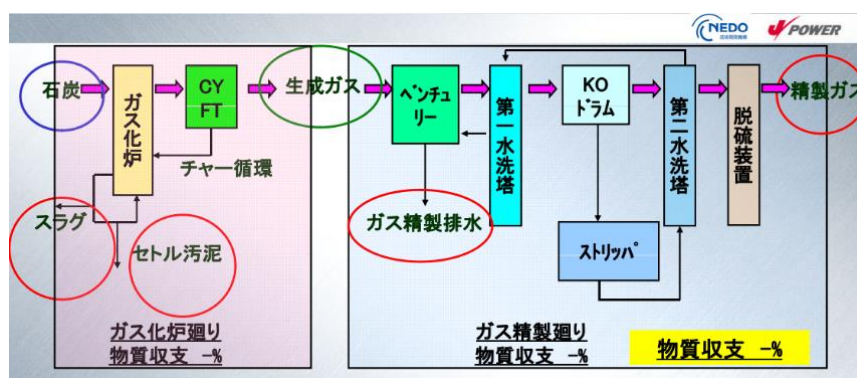 NEDO
J POWER
石炭
ガス化炉
CY
FT
生成ガス
チャー循環
スラグ
セトル汚泥
ガス化炉廻り
物質収支 -%
ベンチュ
リー
第一水洗塔
KO
ドラム
第二水洗塔
脱硫装置
精製ガス
ガス精製排水
ストリッパ
ガス精製廻り
物質収支 -%
物質収支 -%